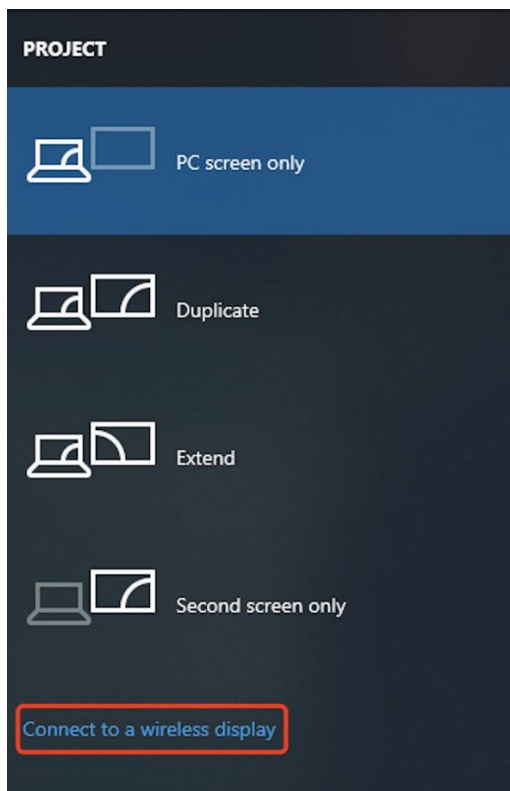 PROJECT
PC screen only
Duplicate
Extend
Second screen only
Connect to a wireless display